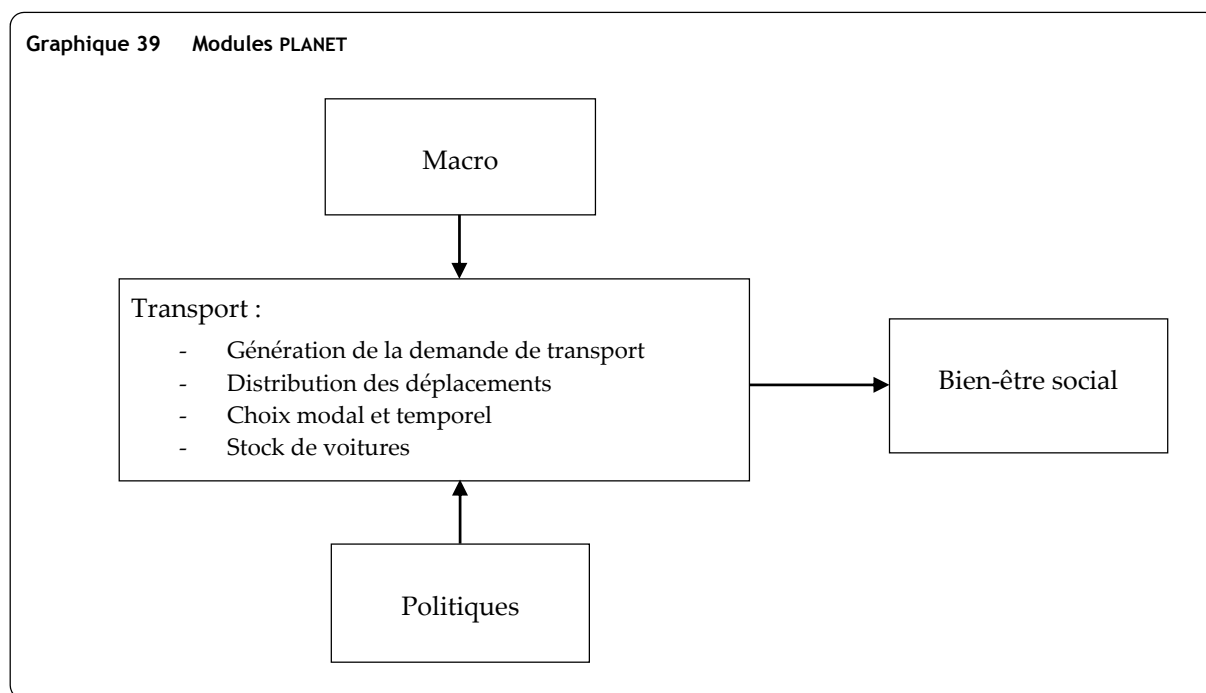 Graphique 39 Modules PLANET
Macro
Transport :
- Génération de la demande de transport
- Distribution des déplacements
- Choix modal et temporel
- Stock de voitures
Bien-être social
Politiques